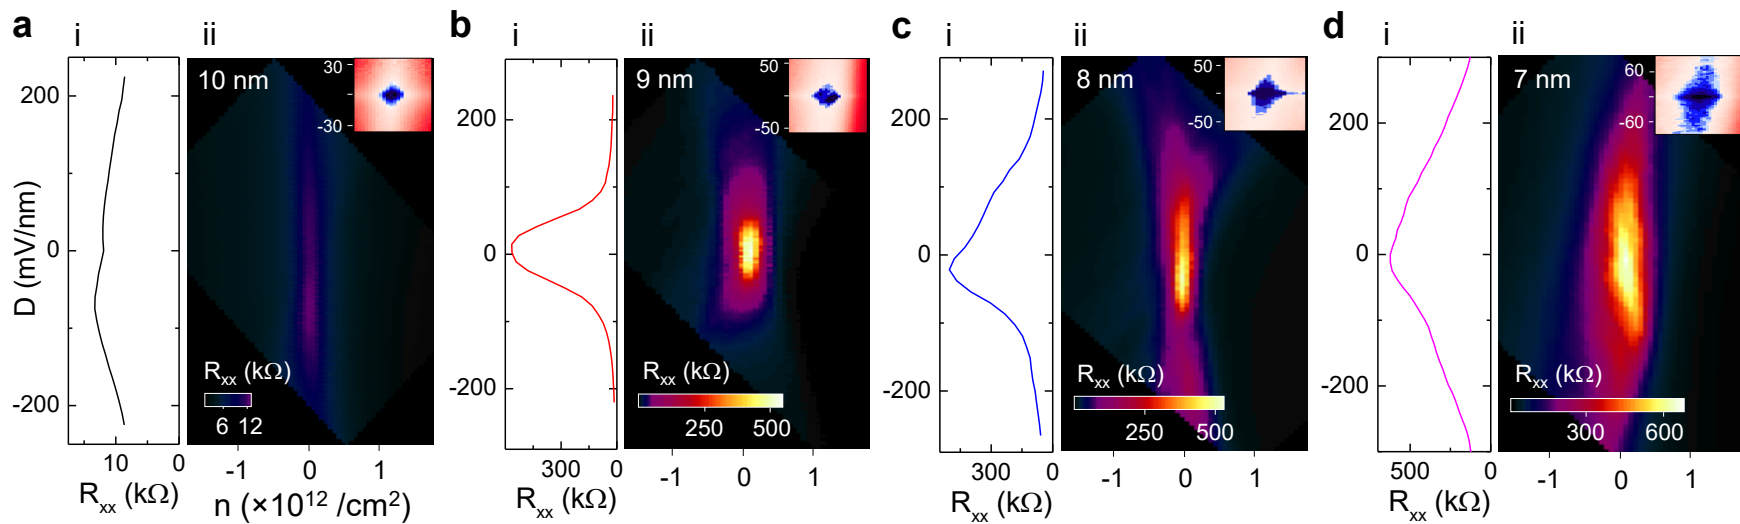 a
i
ii
10 nm
30
-30
200
0
-200
D (mV/nm)
10
0
Rₓₓ (kΩ)
Rₓₓ (kΩ)
6 12
-1
0
1
n (×10¹² /cm²)
b
i
ii
9 nm
50
-50
200
0
-200
300
0
Rₓₓ (kΩ)
Rₓₓ (kΩ)
250 500
0
1
c
i
ii
8 nm
50
-50
200
0
-200
300
0
Rₓₓ (kΩ)
Rₓₓ (kΩ)
250 500
-1
0
1
d
i
ii
7 nm
60
-60
200
0
-200
500
0
Rₓₓ (kΩ)
Rₓₓ (kΩ)
300 600
-1
0
1